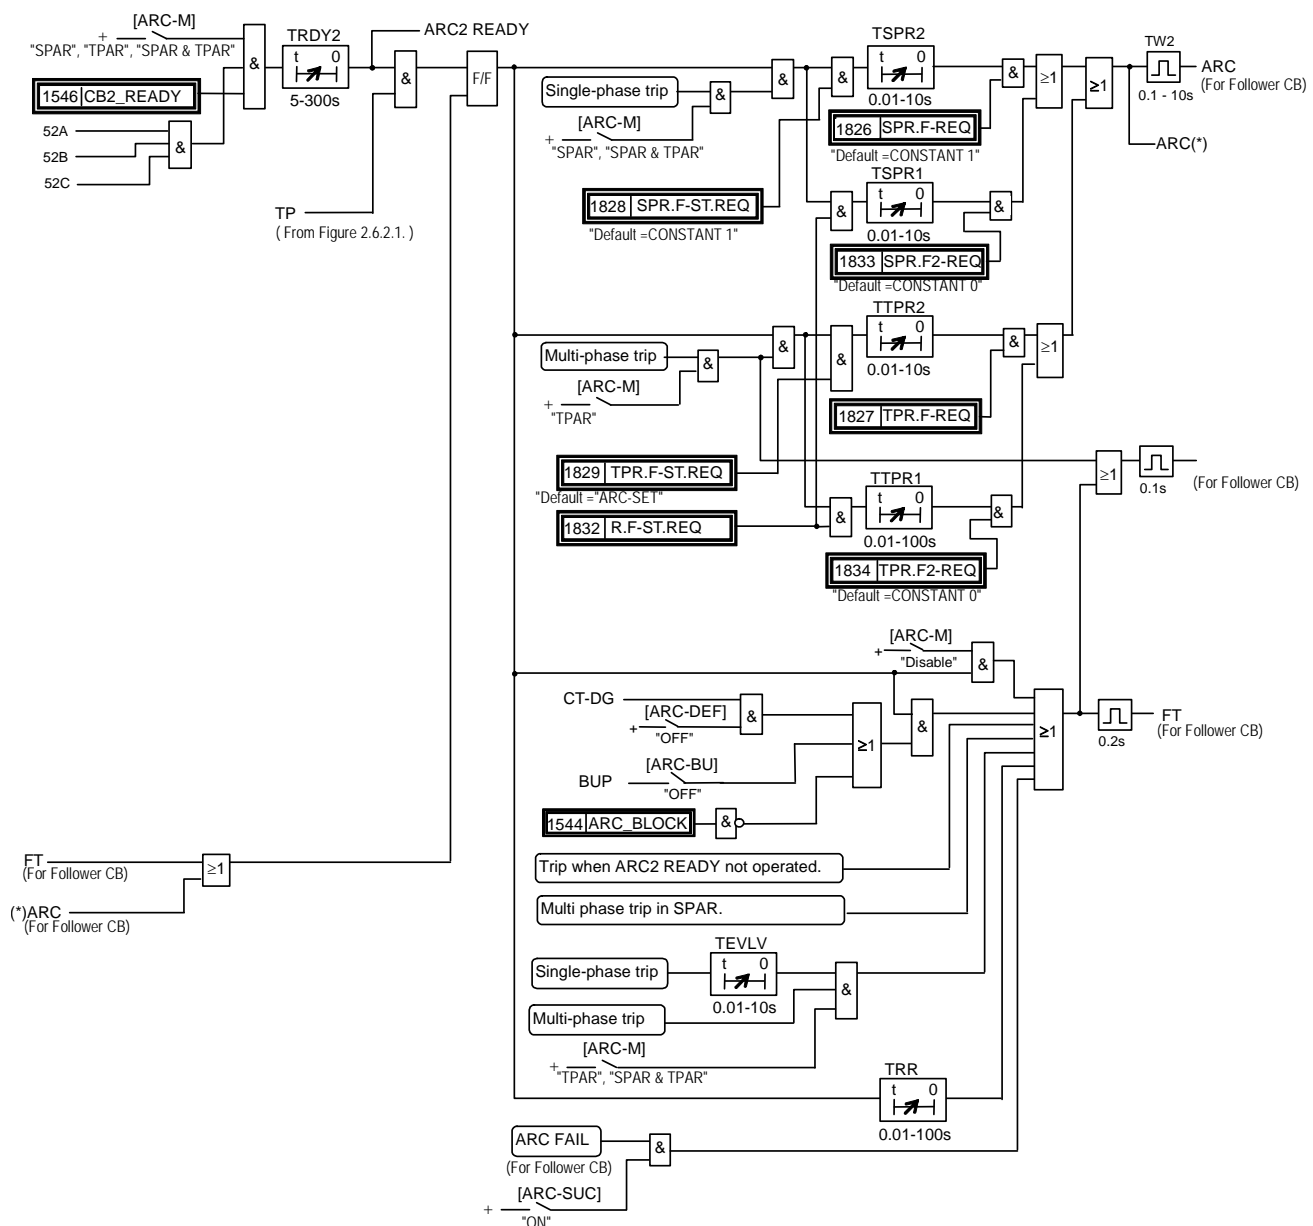 [ARC-M]
+
"SPAR", "TPAR", "SPAR & TPAR"
&
TRDY2
t 0
5-300s
ARC2 READY
1546 CB2_READY
52A
52B
52C
&
&
F/F
TP
( From Figure 2.6.2.1. )
Single-phase trip
&
&
&
[ARC-M]
+
"SPAR", "SPAR & TPAR"
TSPR2
t 0
0.01-10s
&
≥1
≥1
TW2
0.1 - 10s
ARC
(For Follower CB)
ARC(*)
1826 SPR.F-REQ
"Default =CONSTANT 1"
1828 SPR.F-ST.REQ
"Default =CONSTANT 1"
TSPR1
&
t 0
&
0.01-10s
1833 SPR.F2-REQ
"Default =CONSTANT 0"
TTPR2
t 0
0.01-10s
&
&
&
&
≥1
Multi-phase trip
[ARC-M]
+
"TPAR"
1827 TPR.F-REQ
1829 TPR.F-ST.REQ
"Default ="ARC-SET"
TTPR1
&
t 0
&
0.01-100s
1832 R.F-ST.REQ
1834 TPR.F2-REQ
"Default =CONSTANT 0"
≥1
0.1s
(For Follower CB)
[ARC-M]
+
"Disable"
&
CT-DG
[ARC-DEF]
+
"OFF"
&
≥1
&
≥1
0.2s
FT
(For Follower CB)
BUP
[ARC-BU]
"OFF"
1544 ARC_BLOCK
&
Trip when ARC2 READY not operated.
Multi phase trip in SPAR.
FT
(For Follower CB)
≥1
(*)ARC
(For Follower CB)
TEVLV
Single-phase trip
t 0
0.01-10s
&
Multi-phase trip
[ARC-M]
+
"TPAR", "SPAR & TPAR"
TRR
t 0
0.01-100s
ARC FAIL
(For Follower CB)
&
[ARC-SUC]
+
"ON"